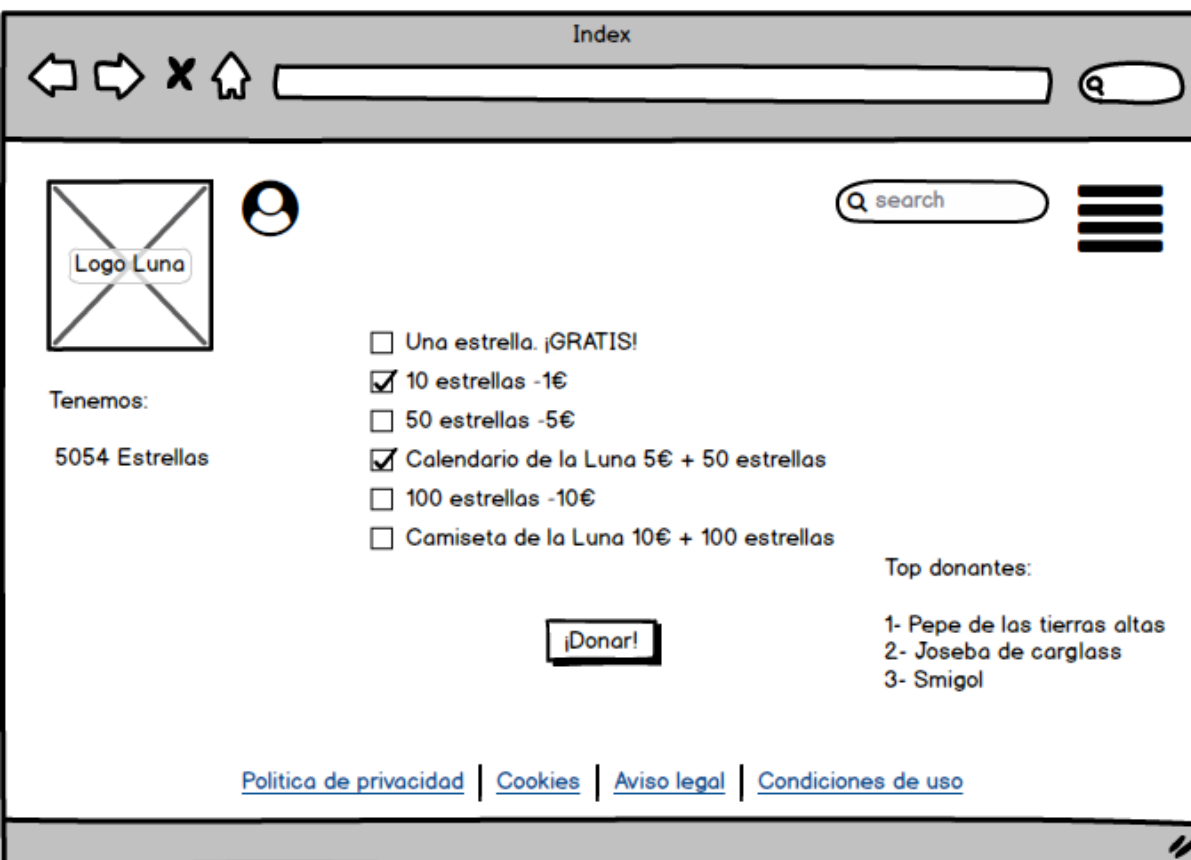 Index
search
Logo Luna
Una estrella. ¡GRATIS!
10 estrellas -1€
Tenemos:
50 estrellas -5€
5054 Estrellas
Calendario de la Luna 5€ + 50 estrellas
100 estrellas -10€
Camiseta de la Luna 10€ + 100 estrellas
Top donantes:
¡Donar!
1- Pepe de las tierras altas
2- Joseba de carglass
3- Smigol
Politica de privacidad | Cookies | Aviso legal | Condiciones de uso